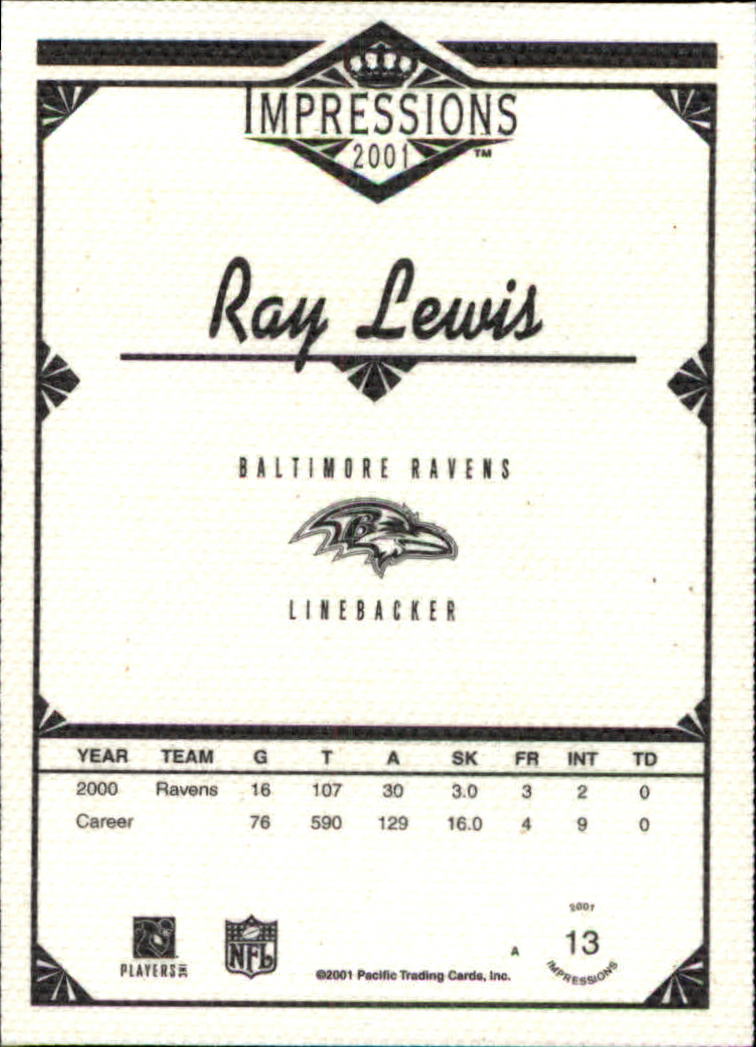 IMPRESSIONS
2001 ™
Ray Lewis
BALTIMORE RAVENS
B
LINEBACKER
YEAR TEAM G T A SK FR INT TD
2000 Ravens 16 107 30 3.0 3 2 0
Career 76 590 129 16.0 4 9 0
PLAYERS INC
NFL
©2001 Pacific Trading Cards, Inc.
A
2001
13
IMPRESSIONS